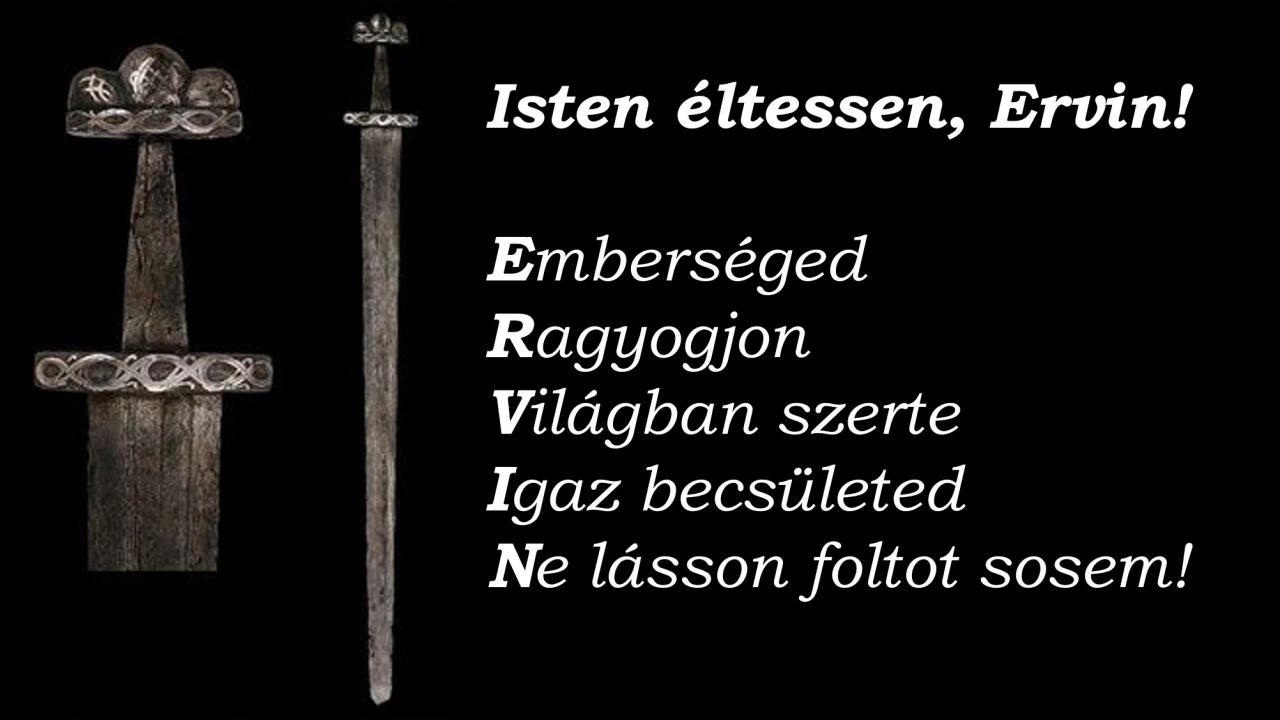 Isten éltessen, Ervin!
Emberséged
Ragyogjon
Világban szerte
Igaz becsületed
Ne lásson foltot sosem!